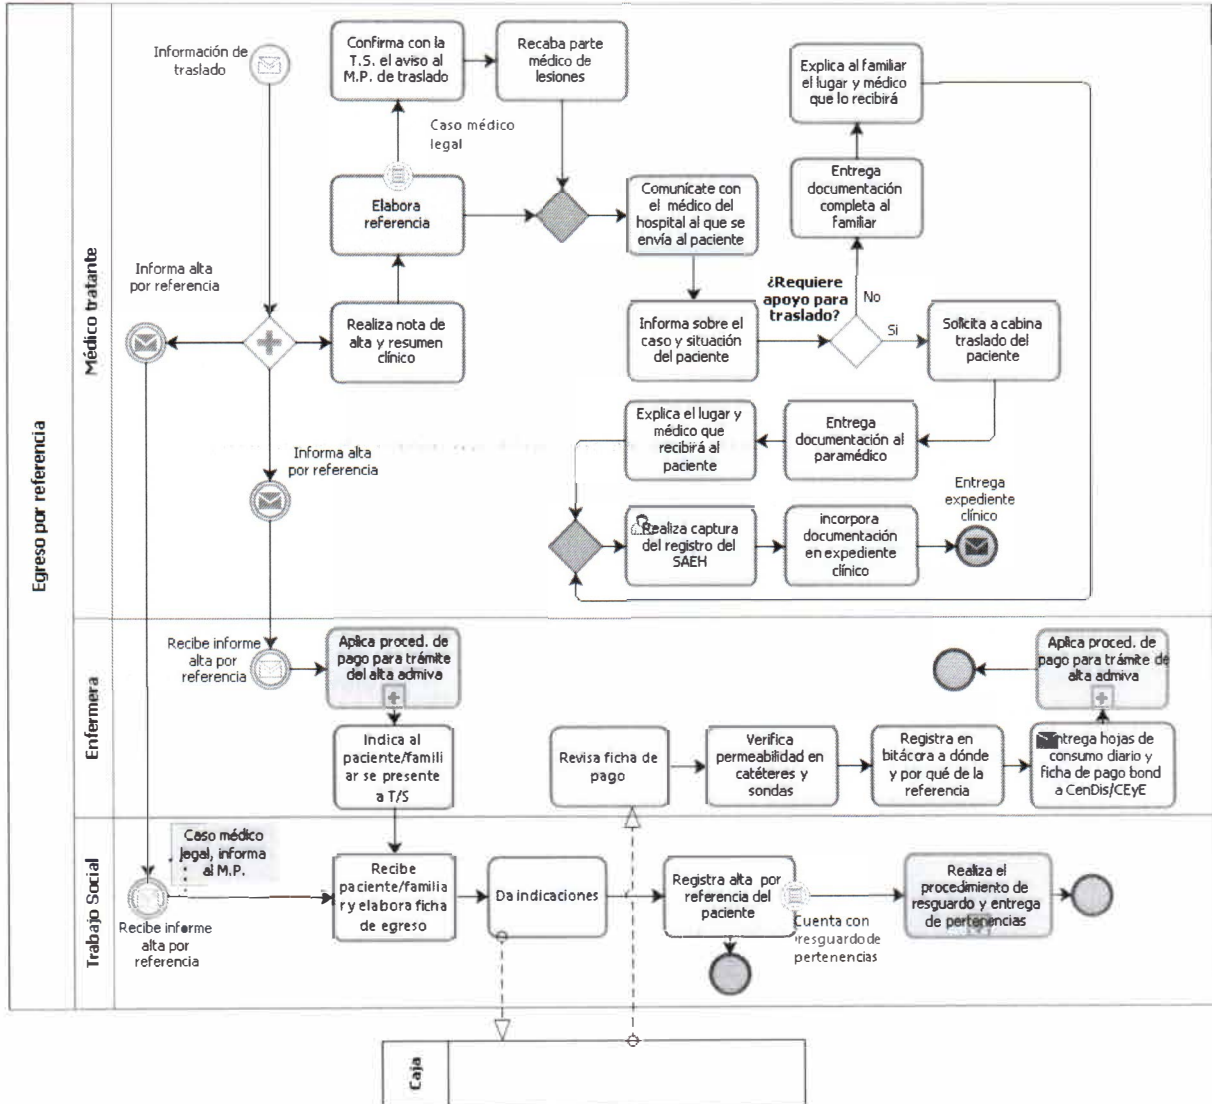 Egreso por referencia
Médico tratante
Información de
traslado
Confirma con la
T.S. el aviso al
M.P. de traslado
Recaba parte
médico de
lesiones
Caso médico
legal
Explica al familiar
el lugar y médico
que lo recibirá
Elabora
referencia
Comunícate con
el médico del
hospital al que se
envía al paciente
Entrega
documentación
completa al
familiar
Informa alta
por referencia
Realiza nota de
alta y resumen
clínico
Informa sobre el
caso y situación
del paciente
¿Requiere
apoyo para
traslado?
No
Si
Solicita a cabina
traslado del
paciente
Informa alta
por referencia
Explica el lugar y
médico que
recibirá al
paciente
Entrega
documentación al
paramédico
Realiza captura
del registro del
SAEH
incorpora
documentación
en expediente
clínico
Entrega
expediente
clínico
Enfermera
Recibe informe
alta por
referencia
Aplica proced. de
pago para trámite
del alta admiva
Indica al
paciente/famili
ar se presente
a T/S
Revisa ficha de
pago
Verifica
permeabilidad en
catéteres y
sondas
Registra en
bitácora a dónde
y por qué de la
referencia
ntrega hojas de
consumo diario y
ficha de pago bond
a CenDis/CEyE
Aplica proced. de
pago para trámite de
alta admiva
Trabajo Social
Caso médico
legal, informa
al M.P.
Recibe informe
alta por
referencia
Recibe
paciente/familia
r y elabora ficha
de egreso
Da indicaciones
Registra alta por
referencia del
paciente
Cuenta con
resguardo de
pertenencias
Realiza el
procedimiento de
resguardo y entrega
de pertenencias
Caja